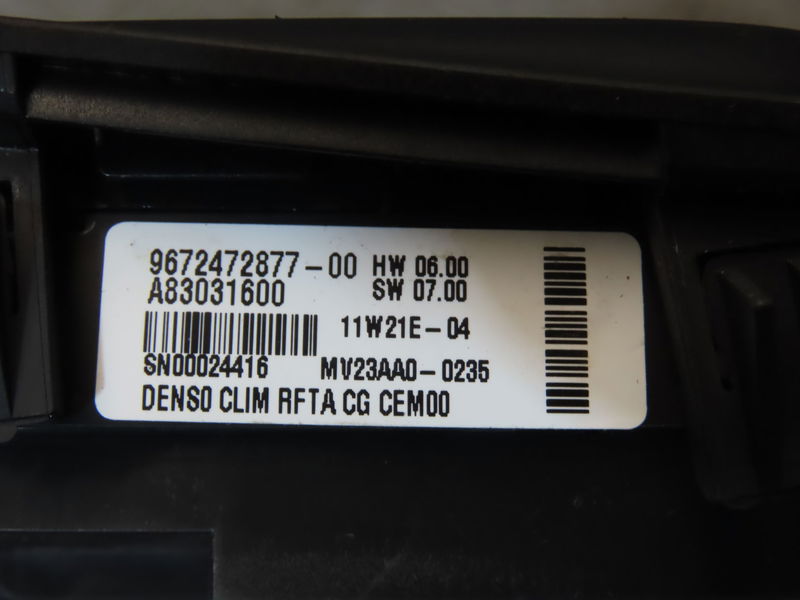 9672472877-00 HW 06.00
A83031600 SW 07.00
11W21E-04
SN00024416 MV23AA0-0235
DENSO CLIM RFTA CG CEM00